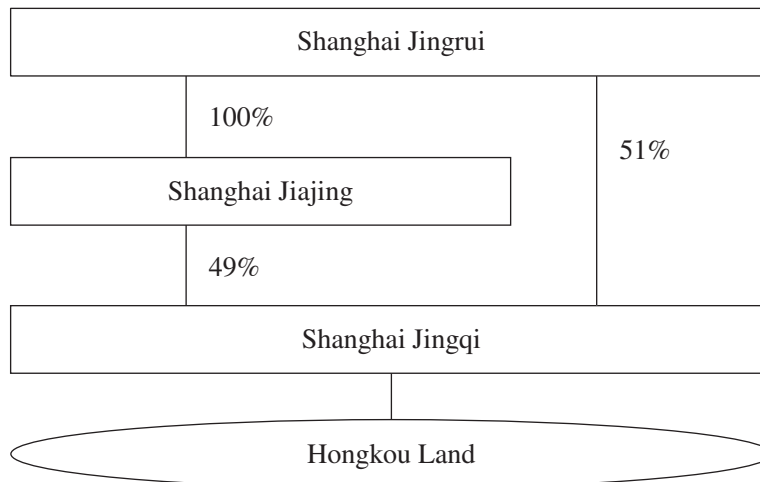 Shanghai Jingrui
100%
51%
Shanghai Jiajing
49%
Shanghai Jingqi
Hongkou Land